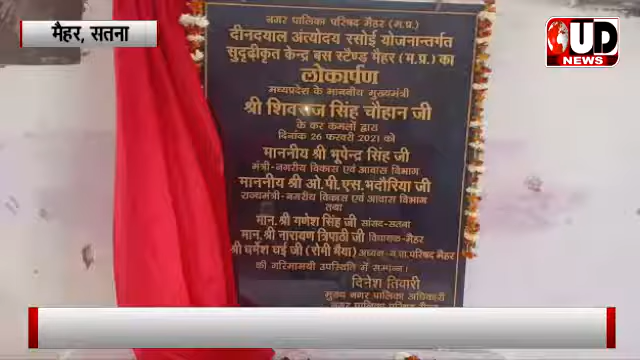 मैहर, सतना
UD
NEWS
नगर पालिका परिषद मैहर (म.प्र.)
दीनदयाल अंत्योदय रसोई योजनान्तर्गत
सुदृढ़ीकृत केन्द्र बस स्टैण्ड मैहर (म.प्र.) का
लोकार्पण
मध्यप्रदेश के माननीय मुख्यमंत्री
श्री शिवराज सिंह चौहान जी
के कर कमलों द्वारा
दिनाँक 26 फरवरी 2021 को
माननीय श्री भूपेन्द्र सिंह जी
मंत्री-नगरीय विकास एवं आवास विभाग
माननीय श्री ओ.पी.एस.भदौरिया जी
राज्यमंत्री-नगरीय विकास एवं आवास विभाग
तथा
मान. श्री गणेश सिंह जी सांसद-सतना
मान. श्री नारायण त्रिपाठी जी विधायक-मैहर
श्री धर्मेश घई जी (रोमी भैया) अध्यक्ष-न.पा.परिषद मैहर
की गरिमामयी उपस्थिति में सम्पन्न।
दिनेश तिवारी
मुख्य नगर पालिका अधिकारी
नगर पालिका परिषद